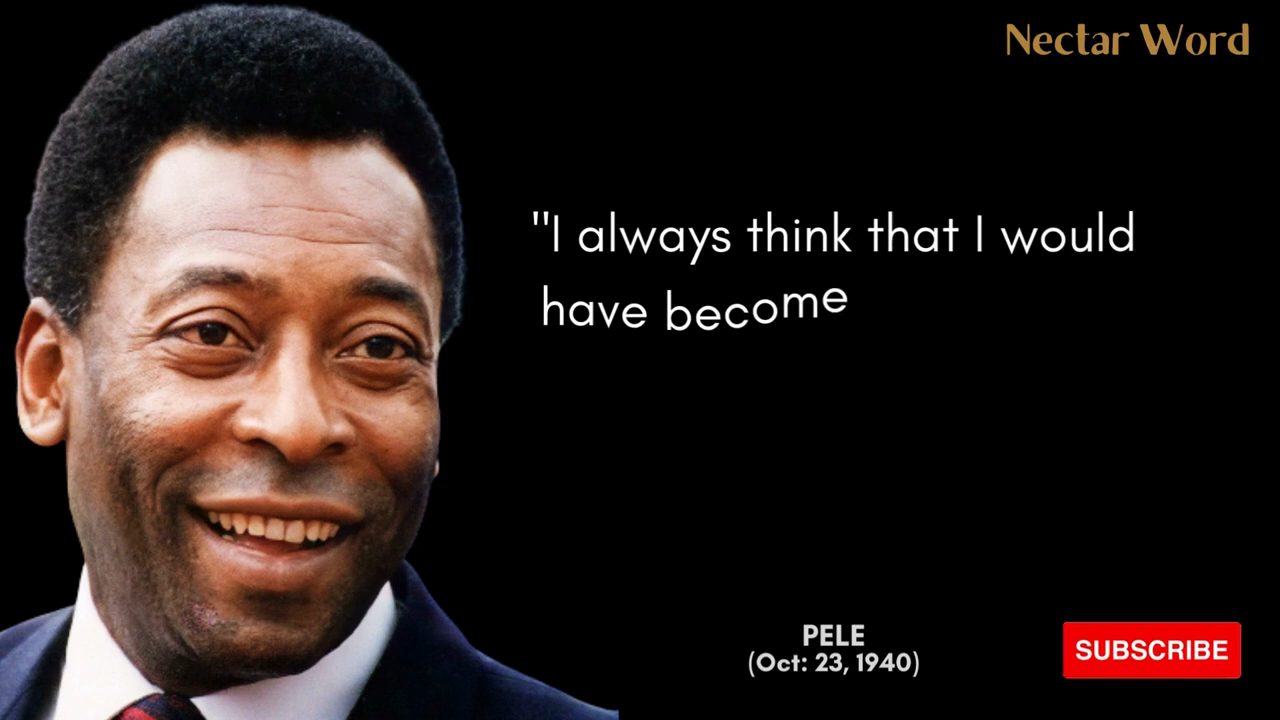 Nectar Word
"I always think that I would
have become
PELE
(Oct: 23, 1940)
SUBSCRIBE